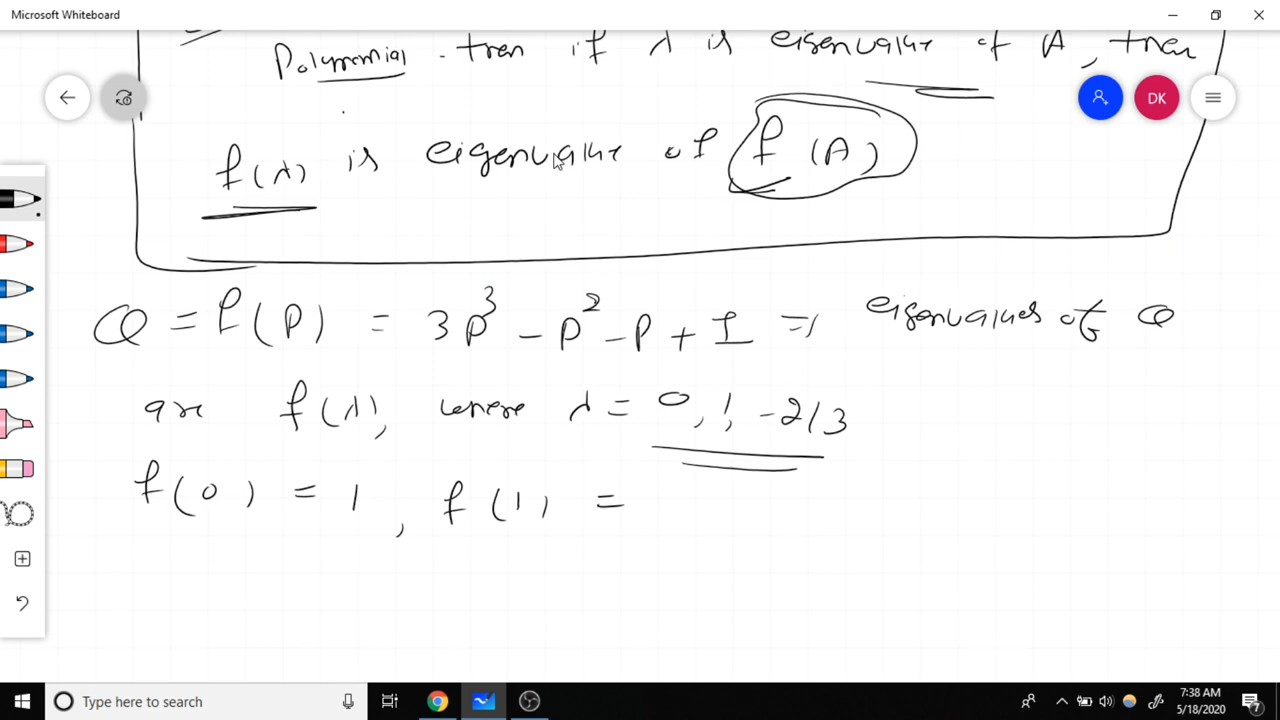 Microsoft Whiteboard
Polynomial . then if λ is eigenvalue of A, then
f(λ) is eigenvalue of f(A)
DK
Q = f(P) = 3P³ - P² - P + I => eigenvalues of Q
are f(λ), where λ = 0, 1, -2/3
f(0) = 1, f(1) =
Type here to search
7:38 AM
5/18/2020
7